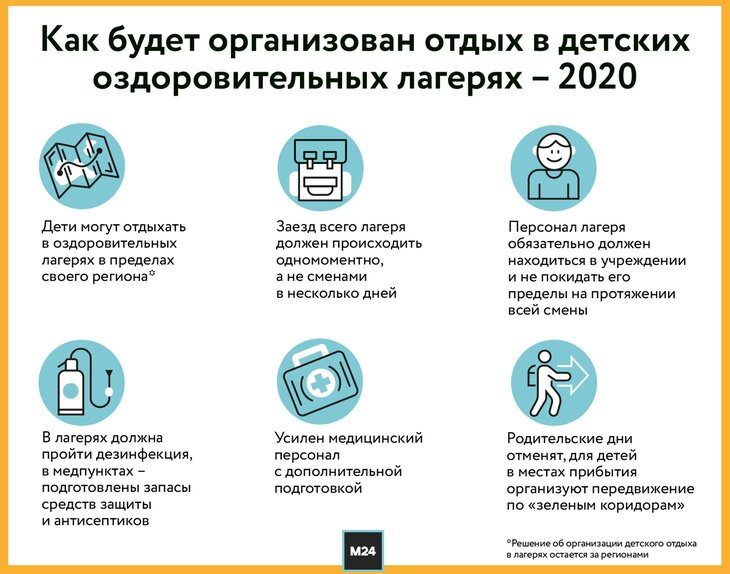 Как будет организован отдых в детских
оздоровительных лагерях – 2020
Дети могут отдыхать
в оздоровительных
лагерях в пределах
своего региона*
Заезд всего лагеря
должен происходить
одномоментно,
а не сменами
в несколько дней
Персонал лагеря
обязательно должен
находиться в учреждении
и не покидать его
пределы на протяжении
всей смены
В лагерях должна
пройти дезинфекция,
в медпунктах –
подготовлены запасы
средств защиты
и антисептиков
Усилен медицинский
персонал
с дополнительной
подготовкой
Родительские дни
отменят, для детей
в местах прибытия
организуют передвижение
по «зеленым коридорам»
М24
*Решение об организации детского отдыха
в лагерях остается за регионами